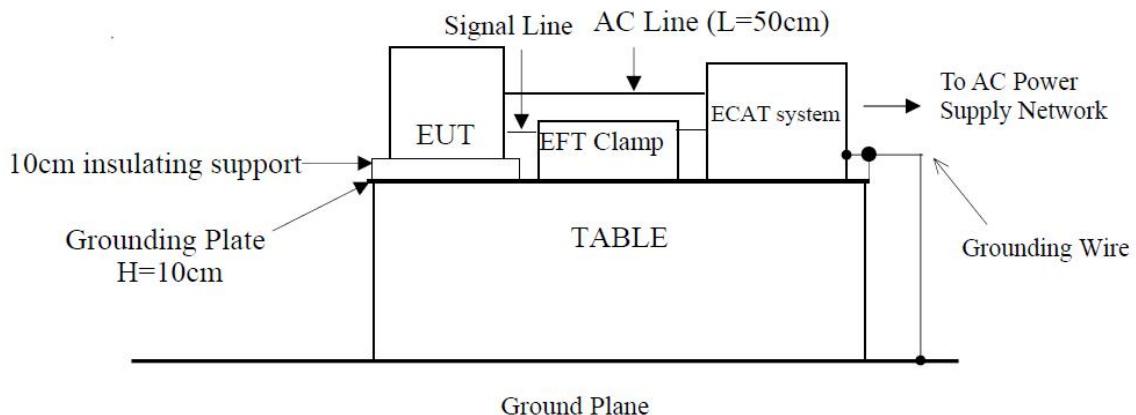 Signal Line
AC Line (L=50cm)
To AC Power
Supply Network
ECAT system
EUT
EFT Clamp
10cm insulating support
Grounding Plate
H=10cm
TABLE
Grounding Wire
Ground Plane